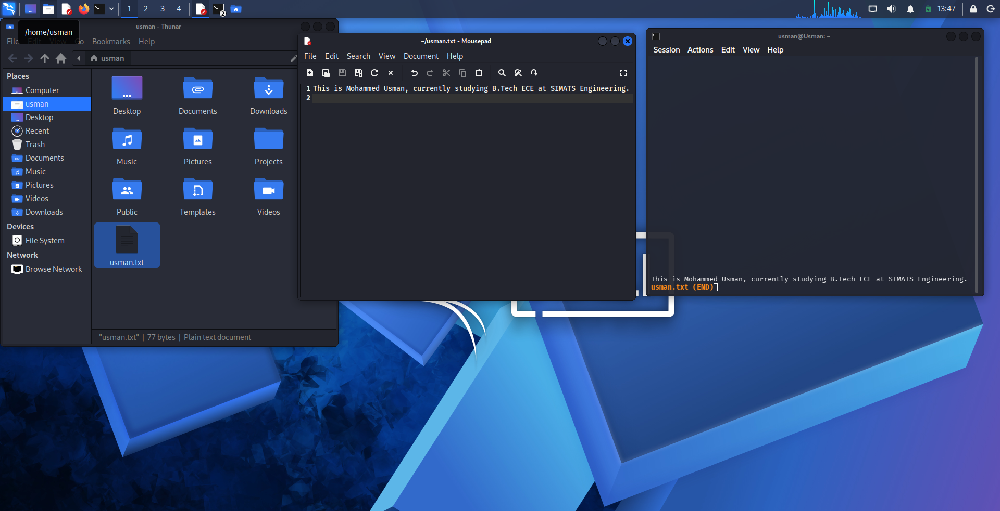 1
2
3
4
2
13:47
usman - Thunar
/home/usman
File Edit View Go Bookmarks Help
usman
Places
Computer
usman
Desktop
Recent
Trash
Documents
Music
Pictures
Videos
Downloads
Devices
File System
Network
Browse Network
Desktop
Documents
Downloads
Music
Pictures
Projects
Public
Templates
Videos
usman.txt
"usman.txt" | 77 bytes | Plain text document
~/usman.txt - Mousepad
File Edit Search View Document Help
1 This is Mohammed Usman, currently studying B.Tech ECE at SIMATS Engineering.
2
usman@Usman: ~
Session Actions Edit View Help
This is Mohammed Usman, currently studying B.Tech ECE at SIMATS Engineering.
usman.txt (END)